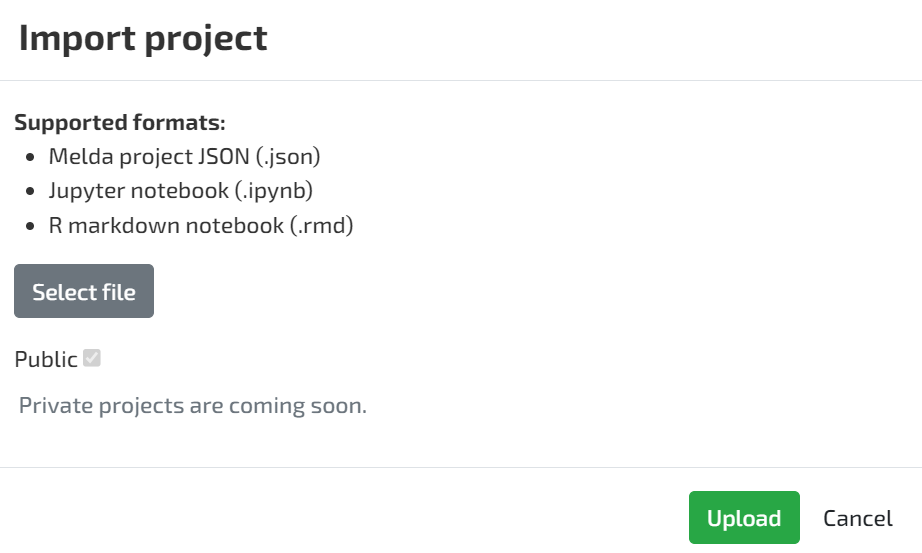 Import project
Supported formats:
Melda project JSON (.json)
Jupyter notebook (.ipynb)
R markdown notebook (.rmd)
Select file
Public
Private projects are coming soon.
Upload Cancel